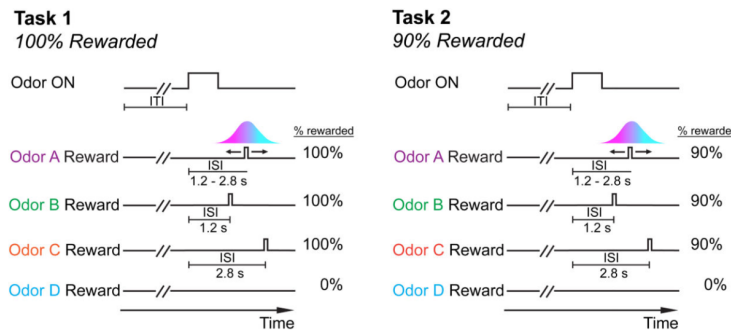 Task 1
100% Rewarded
Odor ON
ITI
% rewarded
Odor A Reward
100%
ISI
1.2 - 2.8 s
Odor B Reward
100%
ISI
1.2 s
Odor C Reward
100%
ISI
2.8 s
Odor D Reward
0%
Time
Task 2
90% Rewarded
Odor ON
ITI
% rewarde
Odor A Reward
90%
ISI
1.2 - 2.8 s
Odor B Reward
90%
ISI
1.2 s
Odor C Reward
90%
ISI
2.8 s
Odor D Reward
0%
Time